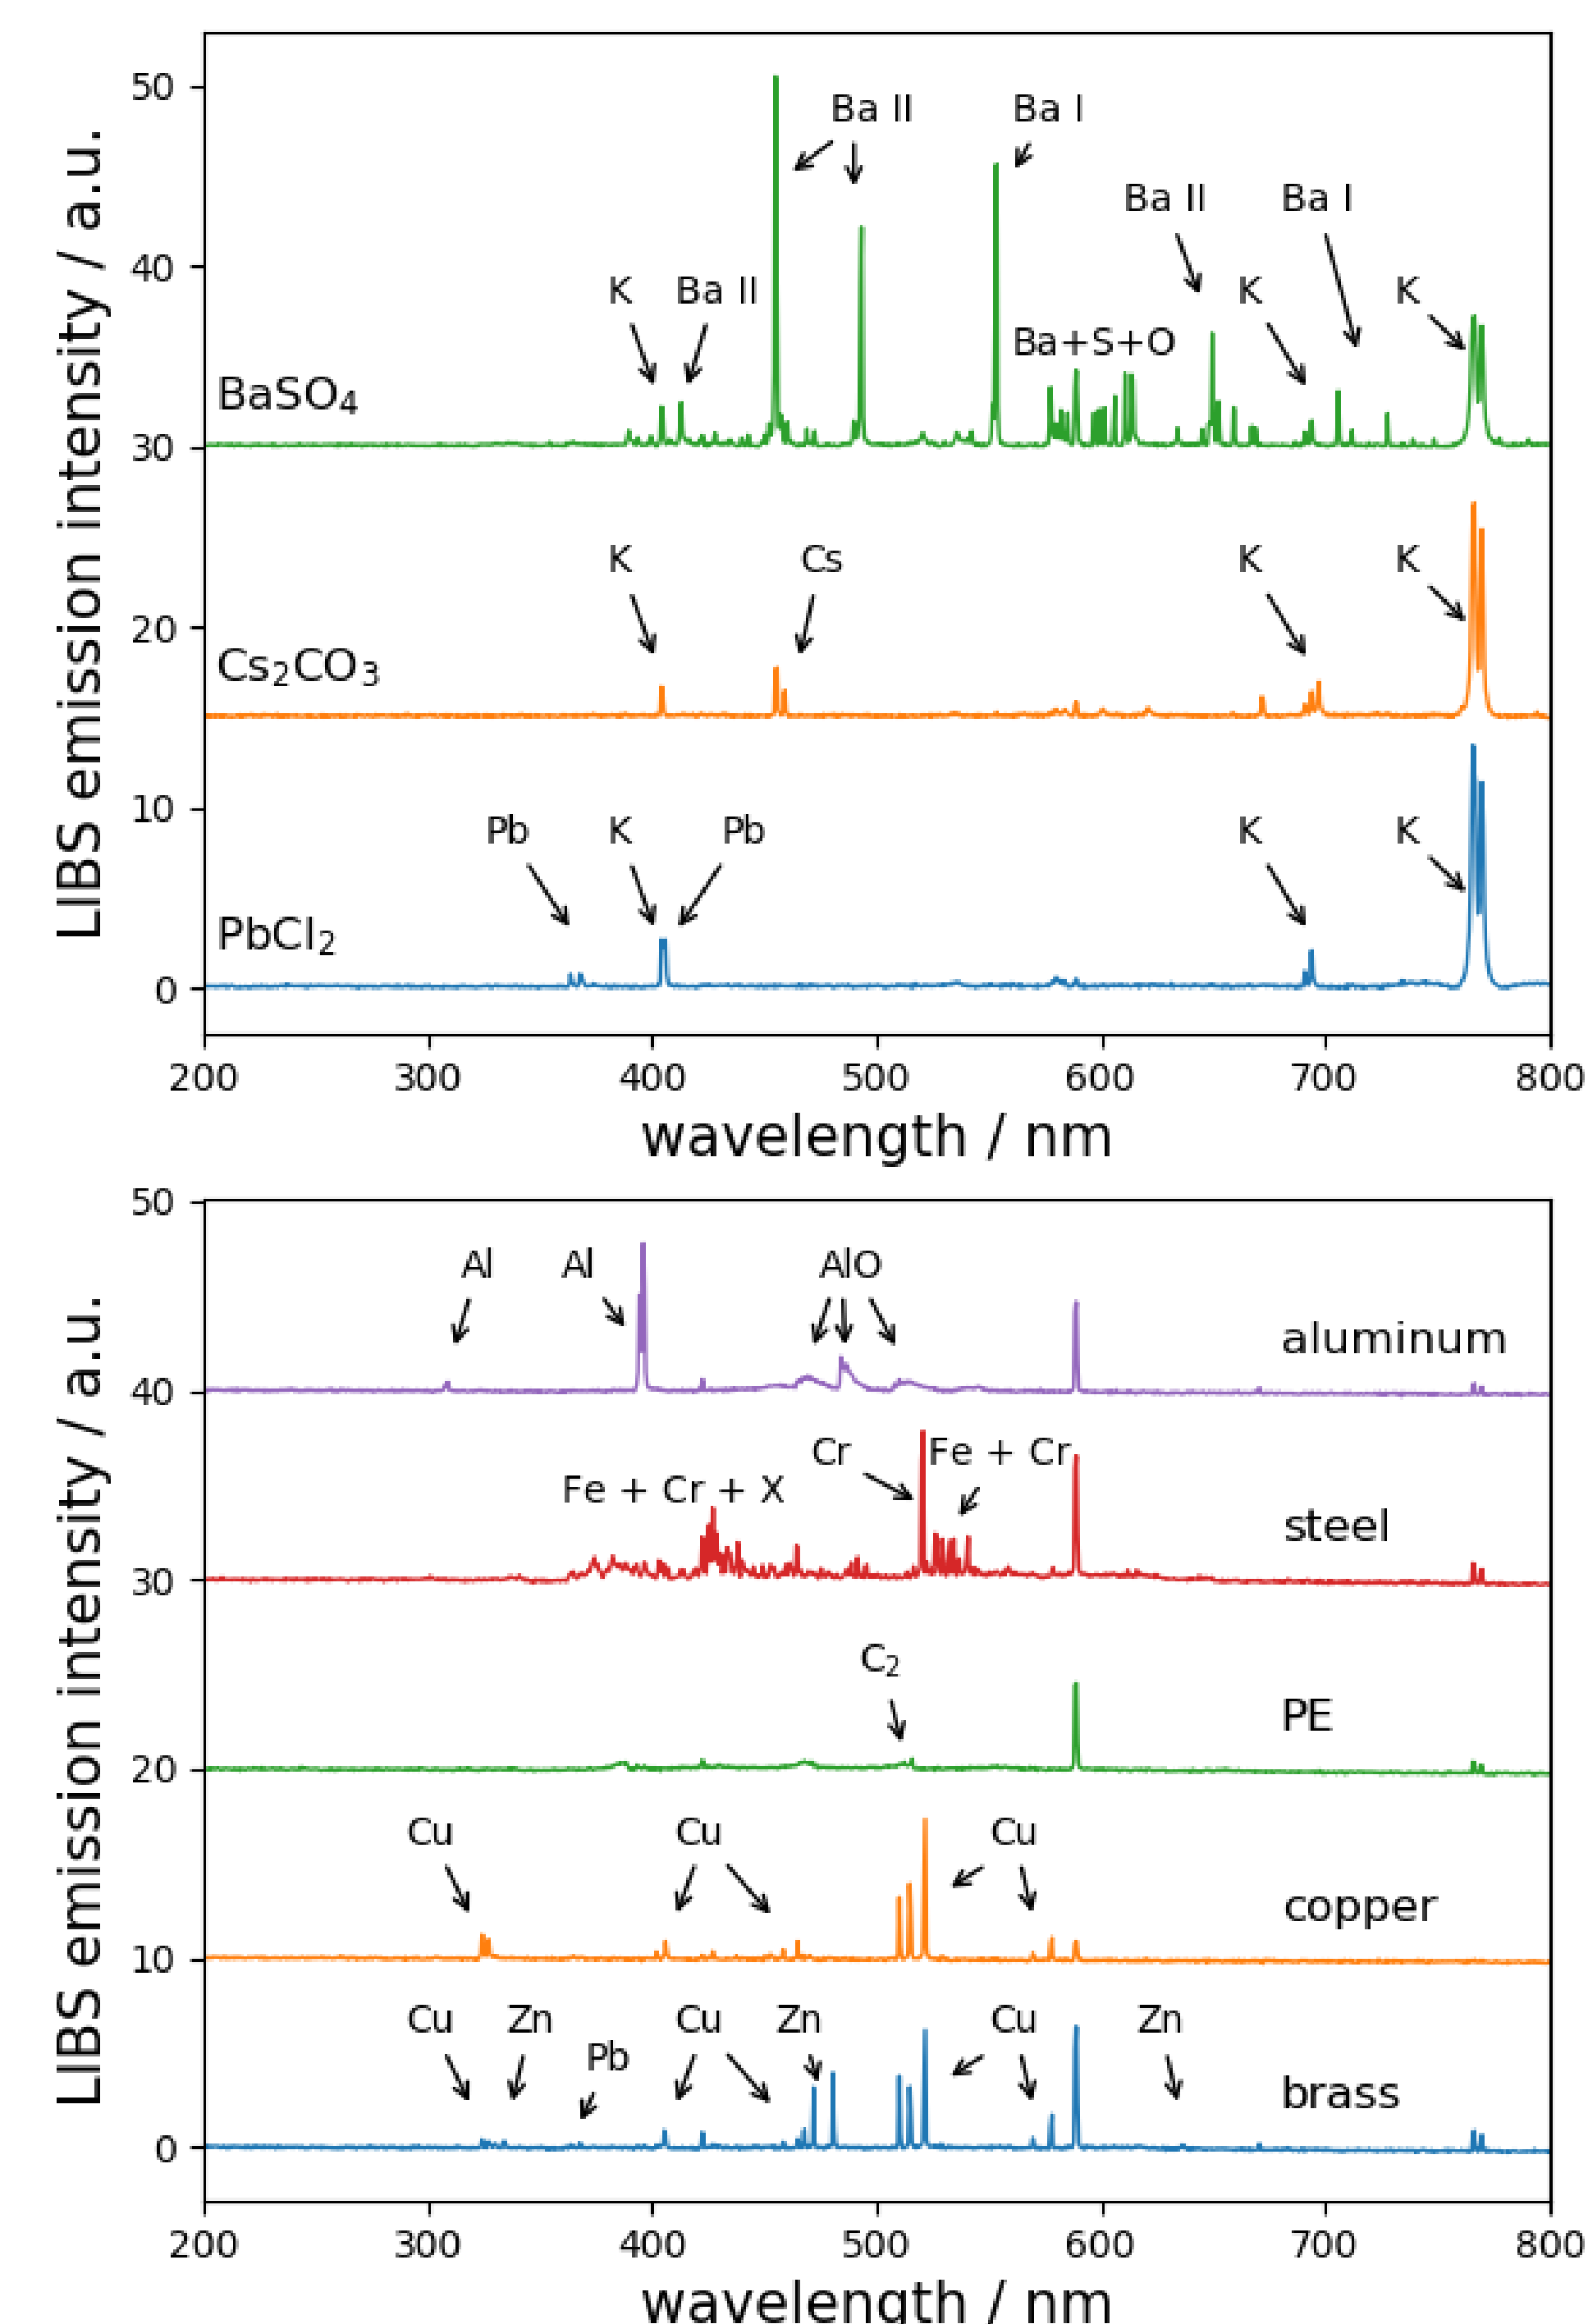 LIBS emission intensity / a.u.
50
Ba II Ba I
Ba II Ba I
40
K Ba II K K
Ba+S+O
BaSO₄
30
K Cs K K
20
Cs₂CO₃
10
Pb K Pb K K
PbCl₂
0
200 300 400 500 600 700 800
wavelength / nm
LIBS emission intensity / a.u.
50
Al Al AlO
aluminum
40
Cr Fe + Cr
Fe + Cr + X
steel
30
C₂
PE
20
Cu Cu Cu
copper
10
Cu Zn Cu Zn Cu Zn
Pb
brass
0
200 300 400 500 600 700 800
wavelength / nm